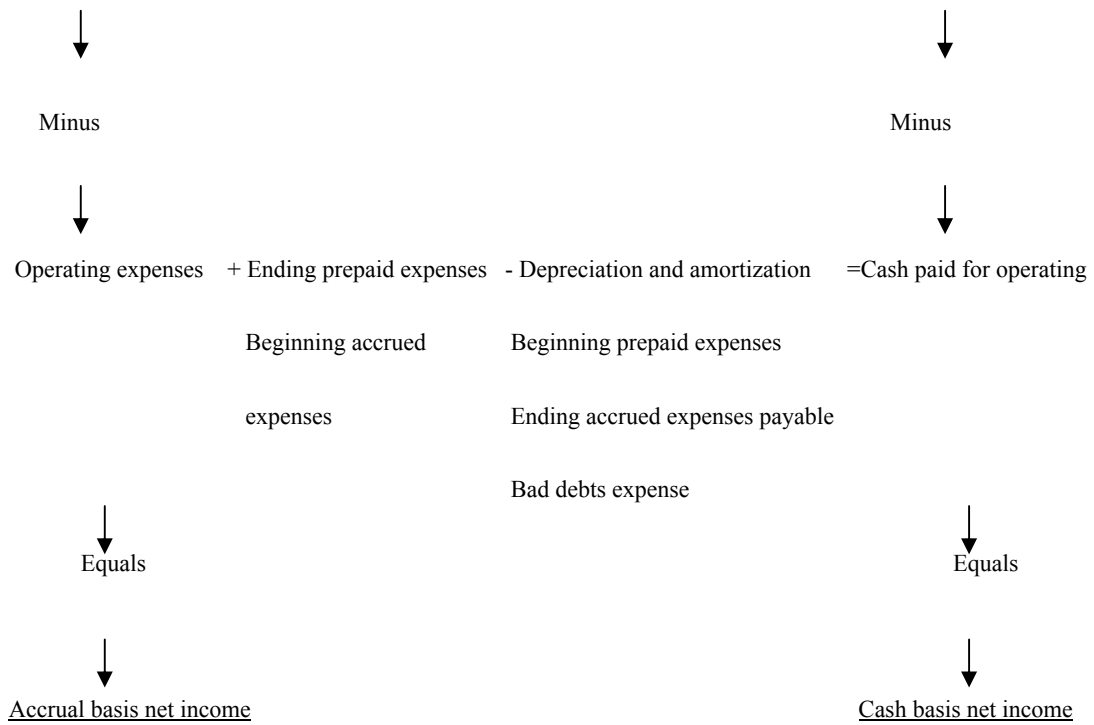 Minus Minus
Operating expenses + Ending prepaid expenses - Depreciation and amortization =Cash paid for operating
Beginning accrued Beginning prepaid expenses
expenses Ending accrued expenses payable
Bad debts expense
Equals Equals
Accrual basis net income Cash basis net income